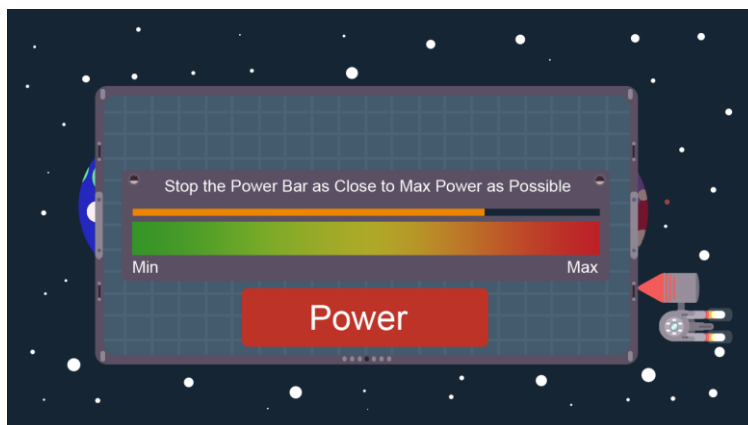 Stop the Power Bar as Close to Max Power as Possible
Min Max
Power